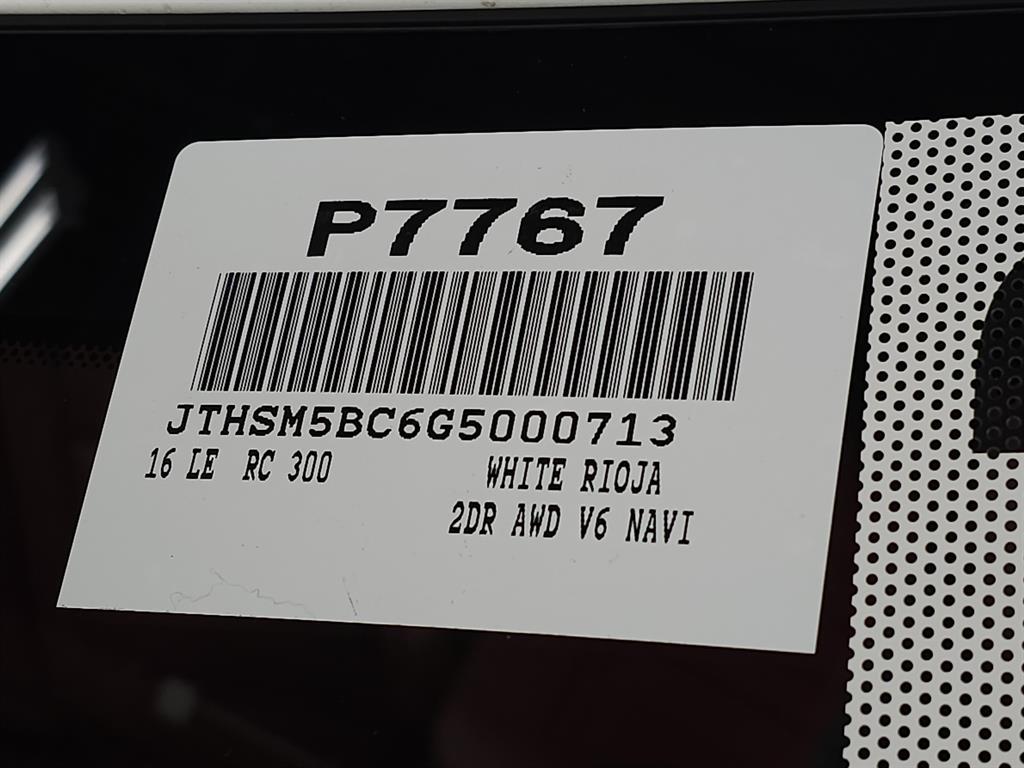 P7767
JTHSM5BC6G5000713
16 LE RC 300 WHITE RIOJA
2DR AWD V6 NAVI